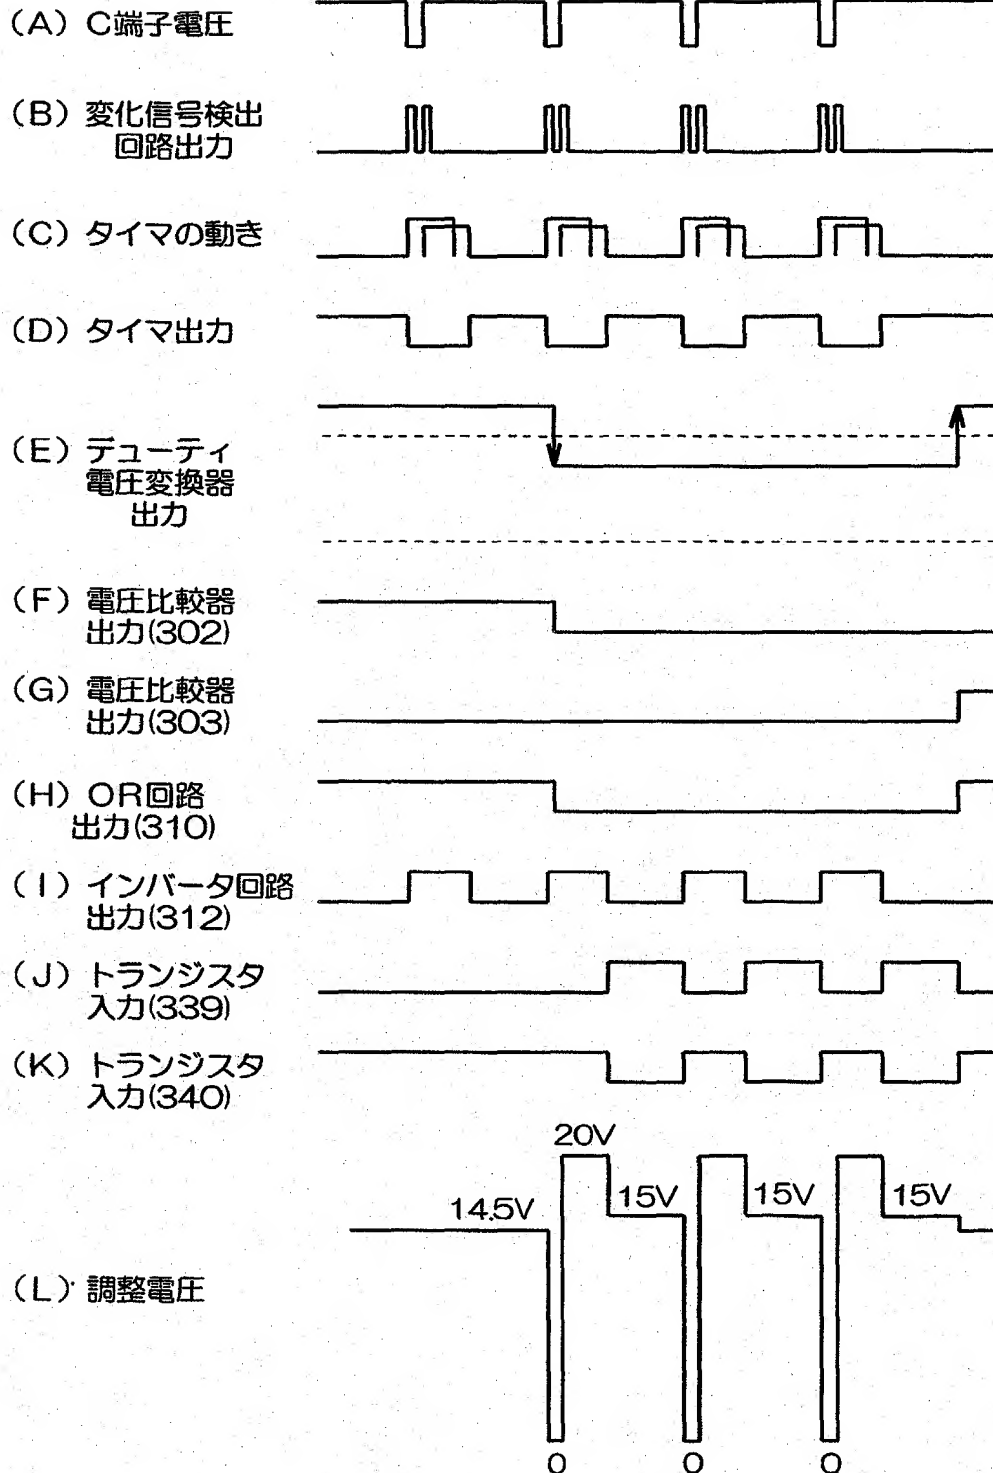 (A) C端子電圧
(B) 変化信号検出
回路出力
(C) タイマの動き
(D) タイマ出力
(E) デューティ
電圧変換器
出力
(F) 電圧比較器
出力(302)
(G) 電圧比較器
出力(303)
(H) OR回路
出力(310)
(I) インバータ回路
出力(312)
(J) トランジスタ
入力(339)
(K) トランジスタ
入力(340)
20V
14.5V 15V 15V 15V
(L) 調整電圧
0 0 0